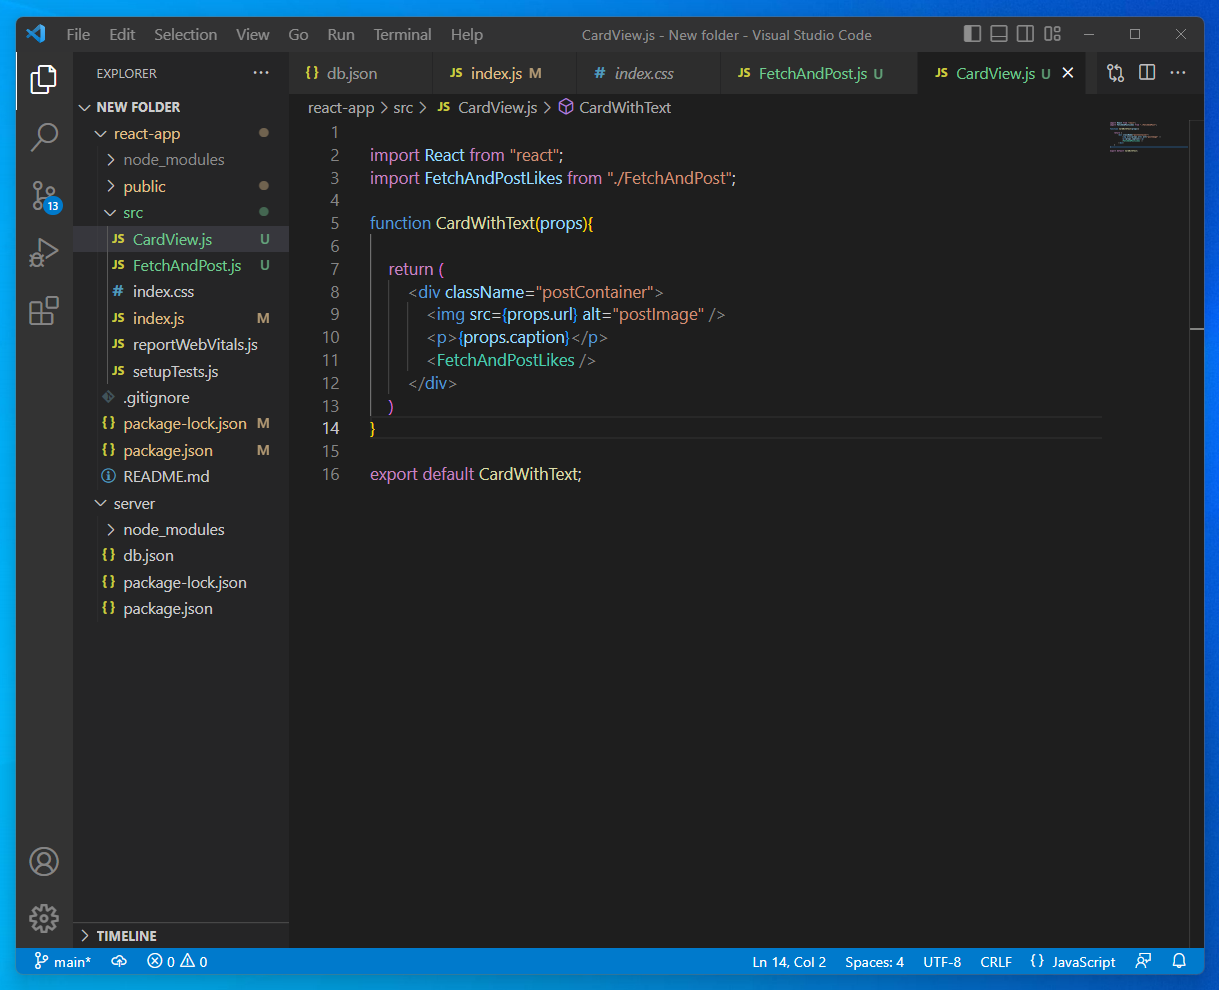 File Edit Selection View Go Run Terminal Help CardView.js - New folder - Visual Studio Code
EXPLORER
{} db.json JS index.js M # index.css JS FetchAndPost.js U JS CardView.js U
NEW FOLDER
react-app
node_modules
public
src
JS CardView.js U
JS FetchAndPost.js U
# index.css
JS index.js M
JS reportWebVitals.js
JS setupTests.js
.gitignore
{} package-lock.json M
{} package.json M
README.md
server
node_modules
{} db.json
{} package-lock.json
{} package.json
TIMELINE
13
react-app > src > JS CardView.js > CardWithText
1
2 import React from "react";
3 import FetchAndPostLikes from "./FetchAndPost";
4
5 function CardWithText(props){
6
7 return (
8 <div className="postContainer">
9 <img src={props.url} alt="postImage" />
10 <p>{props.caption}</p>
11 <FetchAndPostLikes />
12 </div>
13 )
14 }
15
16 export default CardWithText;
main* 0 0 Ln 14, Col 2 Spaces: 4 UTF-8 CRLF {} JavaScript